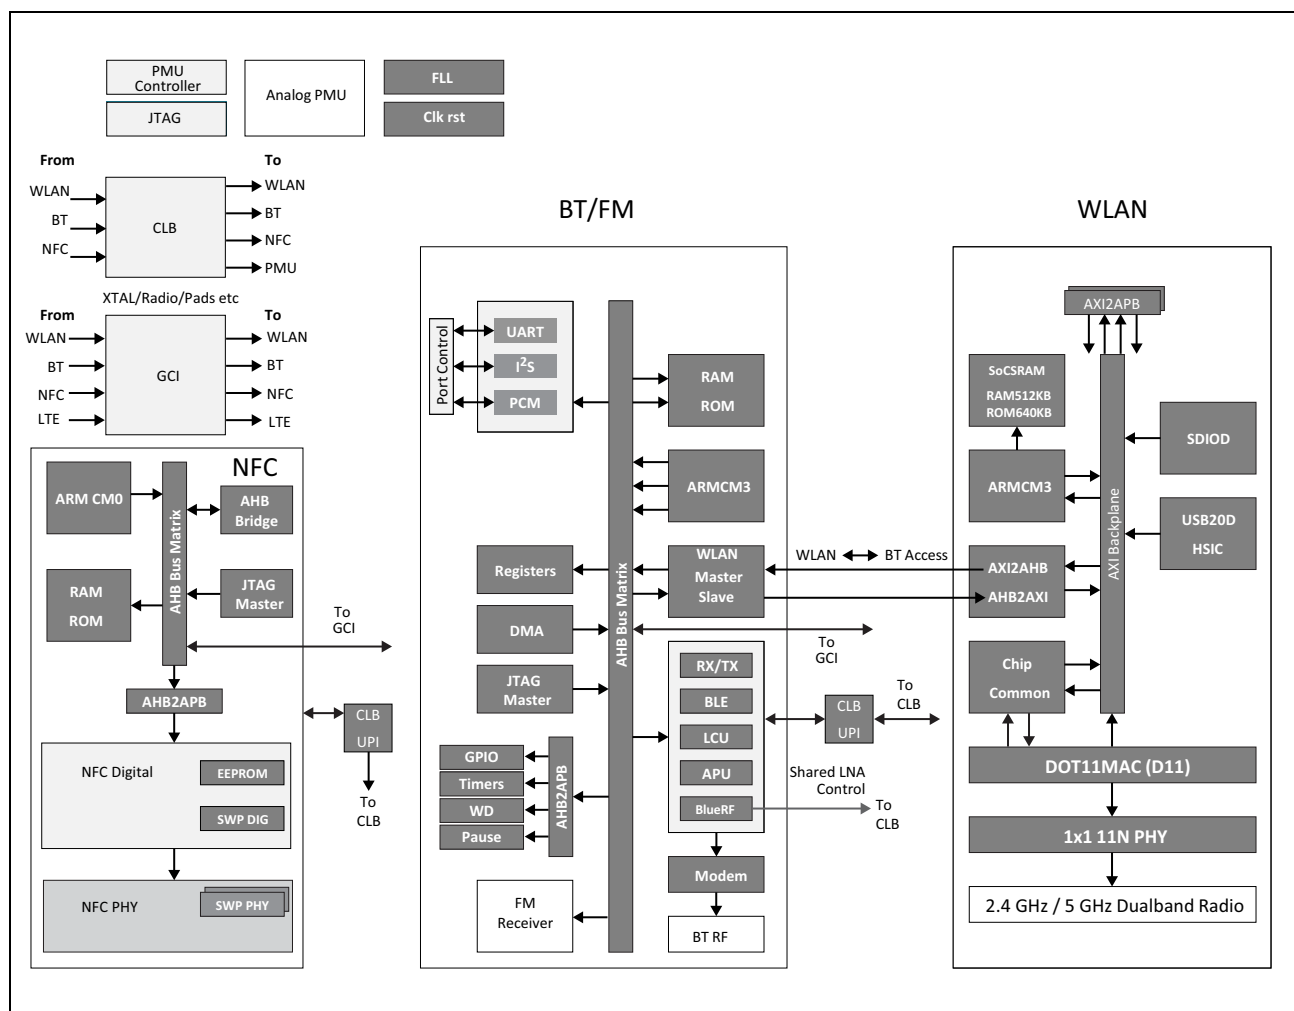 PMU
Controller
JTAG
Analog PMU
FLL
Clk rst
From
To
WLAN
BT
NFC
CLB
WLAN
BT
NFC
PMU
XTAL/Radio/Pads etc
From
To
WLAN
BT
NFC
LTE
GCI
WLAN
BT
NFC
LTE
NFC
ARM CM0
AHB Bus Matrix
AHB
Bridge
RAM
ROM
JTAG
Master
To
GCI
AHB2APB
CLB
UPI
To
CLB
NFC Digital
EEPROM
SWP DIG
NFC PHY
SWP PHY
BT/FM
Port Control
UART
I²S
PCM
AHB Bus Matrix
RAM
ROM
ARMCM3
Registers
WLAN
Master
Slave
WLAN
BT Access
DMA
To
GCI
JTAG
Master
RX/TX
BLE
LCU
APU
BlueRF
CLB
UPI
To
CLB
Shared LNA
Control
To
CLB
GPIO
Timers
WD
Pause
AHB2APB
FM
Receiver
Modem
BT RF
WLAN
AXI2APB
SoCSRAM
RAM512KB
ROM640KB
AXI Backplane
SDIOD
ARMCM3
USB20D
HSIC
AXI2AHB
AHB2AXI
Chip
Common
DOT11MAC (D11)
1x1 11N PHY
2.4 GHz / 5 GHz Dualband Radio